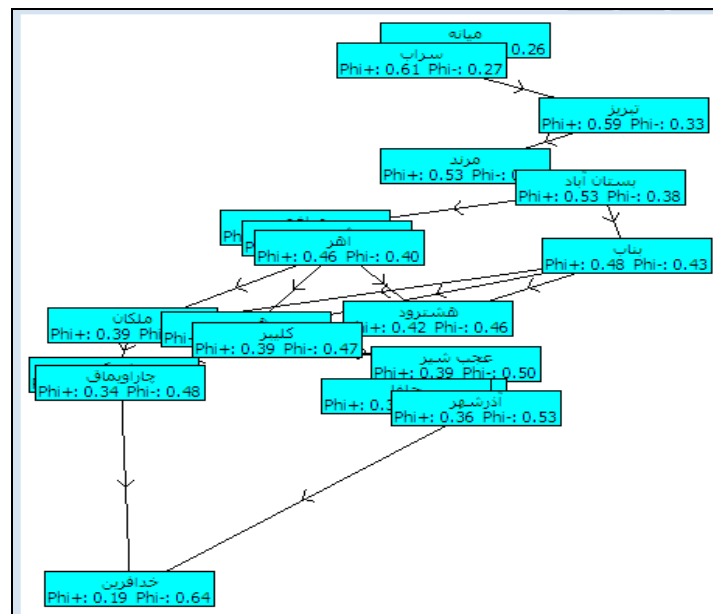 میانه
0.26
سراب
Phi+: 0.61 Phi-: 0.27
تبریز
Phi+: 0.59 Phi-: 0.33
مرند
Phi+: 0.53 Phi-:
بستان آباد
Phi+: 0.53 Phi-: 0.38
اهر
Phi+: 0.46 Phi-: 0.40
بناب
Phi+: 0.48 Phi-: 0.43
ملکان
Phi+: 0.39
هشترود
Phi+: 0.42 Phi-: 0.46
کلیبر
Phi+: 0.39 Phi-: 0.47
عجب شیر
Phi+: 0.39 Phi-: 0.50
چاراویماق
Phi+: 0.34 Phi-: 0.48
آذرشهر
Phi+: 0.36 Phi-: 0.53
خدافرین
Phi+: 0.19 Phi-: 0.64